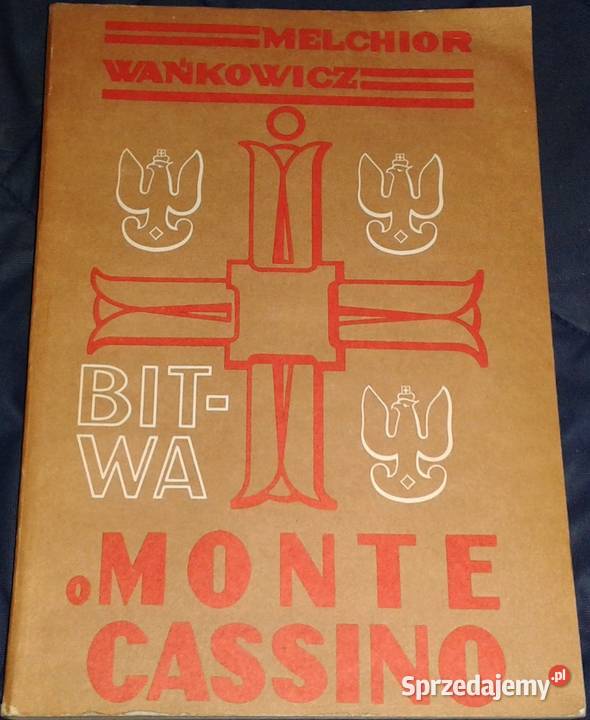 MELCHIOR
WAŃKOWICZ
BIT-
WA
o MONTE
CASSINO
Sprzedajemy.pl